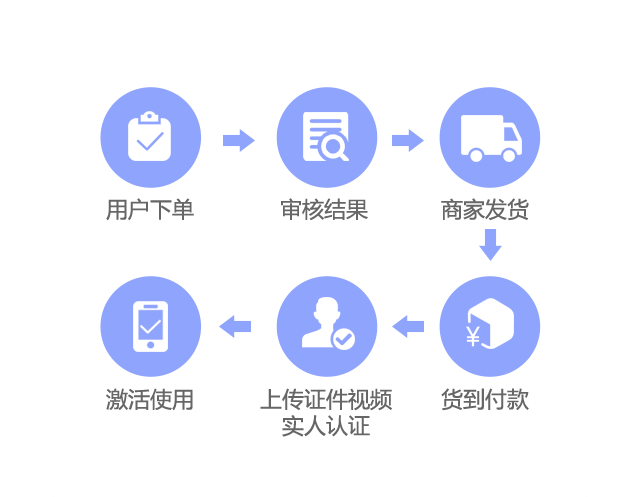 用户下单
审核结果
商家发货
激活使用
上传证件视频
实人认证
货到付款
¥